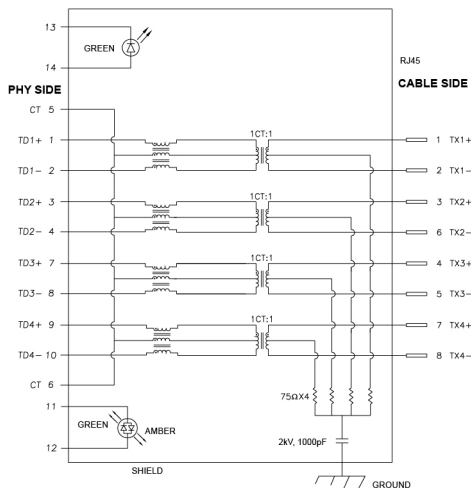 13
GREEN
14
RJ45
PHY SIDE
CABLE SIDE
CT 5
1CT:1
TD1+ 1
1 TX1+
TD1- 2
2 TX1-
1CT:1
TD2+ 3
3 TX2+
TD2- 4
6 TX2-
1CT:1
TD3+ 7
4 TX3+
TD3- 8
5 TX3-
1CT:1
TD4+ 9
7 TX4+
TD4- 10
8 TX4-
CT 6
75ΩX4
11
GREEN
AMBER
2kV, 1000pF
12
SHIELD
GROUND